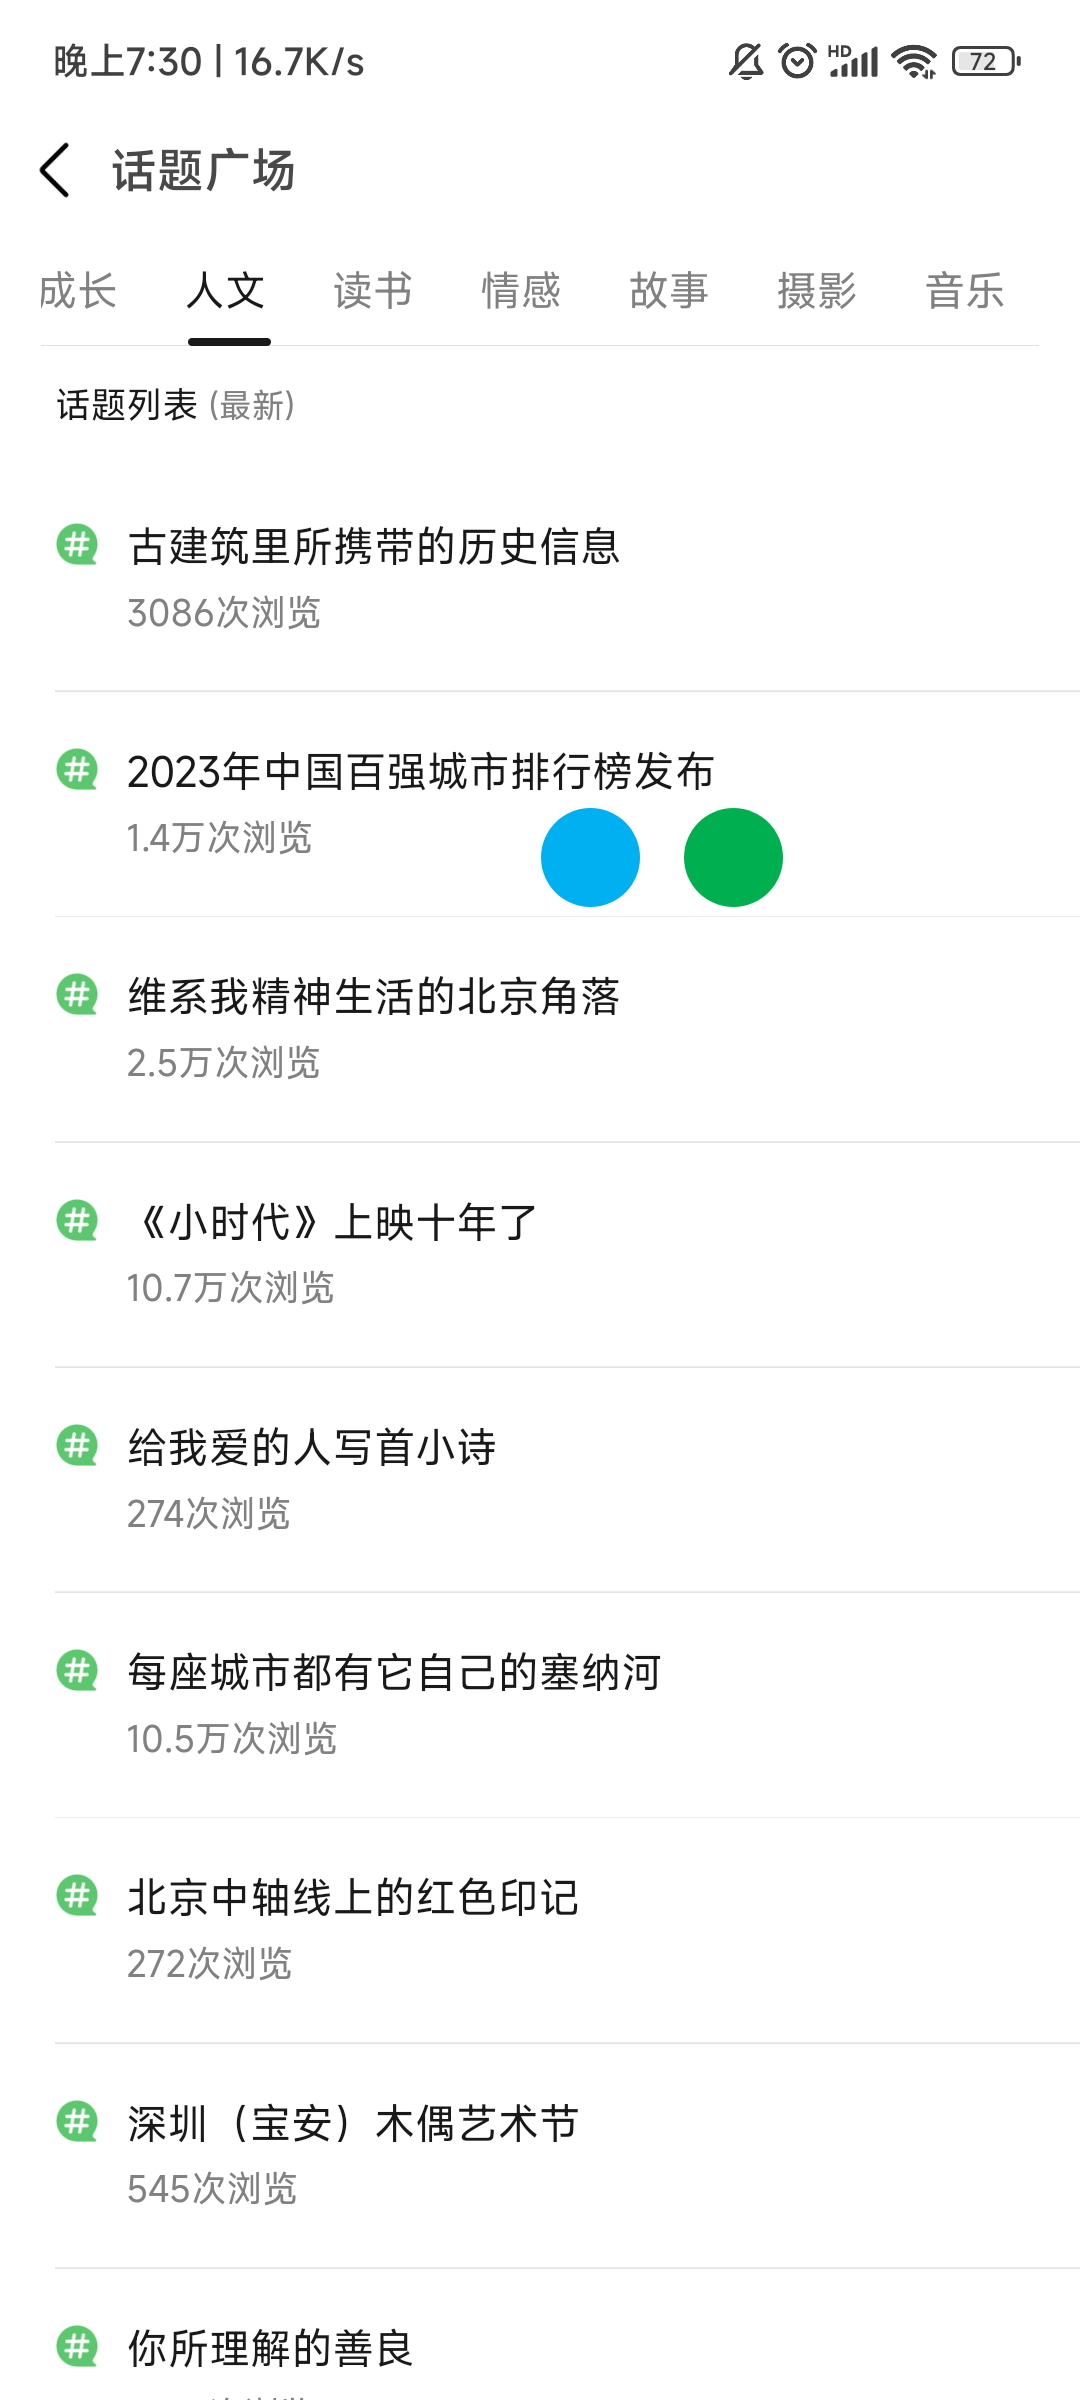 晚上7:30 | 16.7K/s
HD
72
话题广场
成长 人文 读书 情感 故事 摄影 音乐
话题列表 (最新)
# 古建筑里所携带的历史信息
3086次浏览
# 2023年中国百强城市排行榜发布
1.4万次浏览
# 维系我精神生活的北京角落
2.5万次浏览
# 《小时代》上映十年了
10.7万次浏览
# 给我爱的人写首小诗
274次浏览
# 每座城市都有它自己的塞纳河
10.5万次浏览
# 北京中轴线上的红色印记
272次浏览
# 深圳（宝安）木偶艺术节
545次浏览
# 你所理解的善良